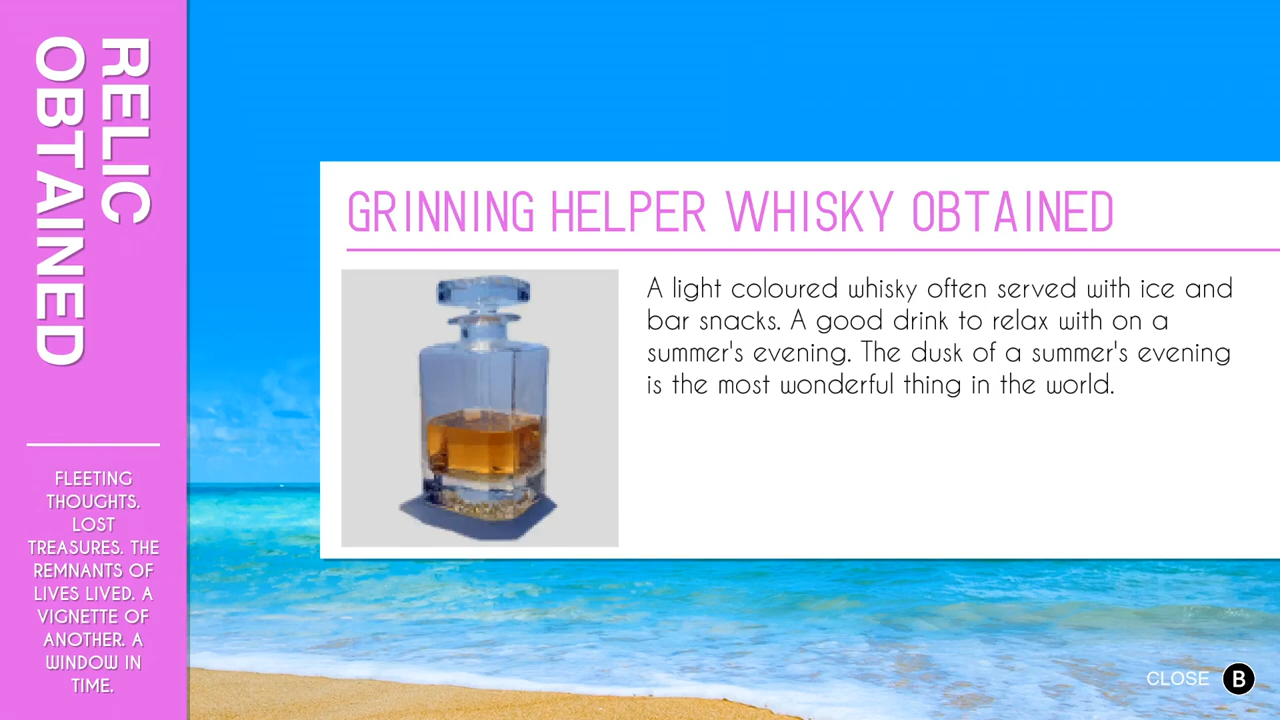 RELIC
OBTAINED
FLEETING
THOUGHTS.
LOST
TREASURES. THE
REMNANTS OF
LIVES LIVED. A
VIGNETTE OF
ANOTHER. A
WINDOW IN
TIME.
GRINNING HELPER WHISKY OBTAINED
A light coloured whisky often served with ice and
bar snacks. A good drink to relax with on a
summer's evening. The dusk of a summer's evening
is the most wonderful thing in the world.
CLOSE B